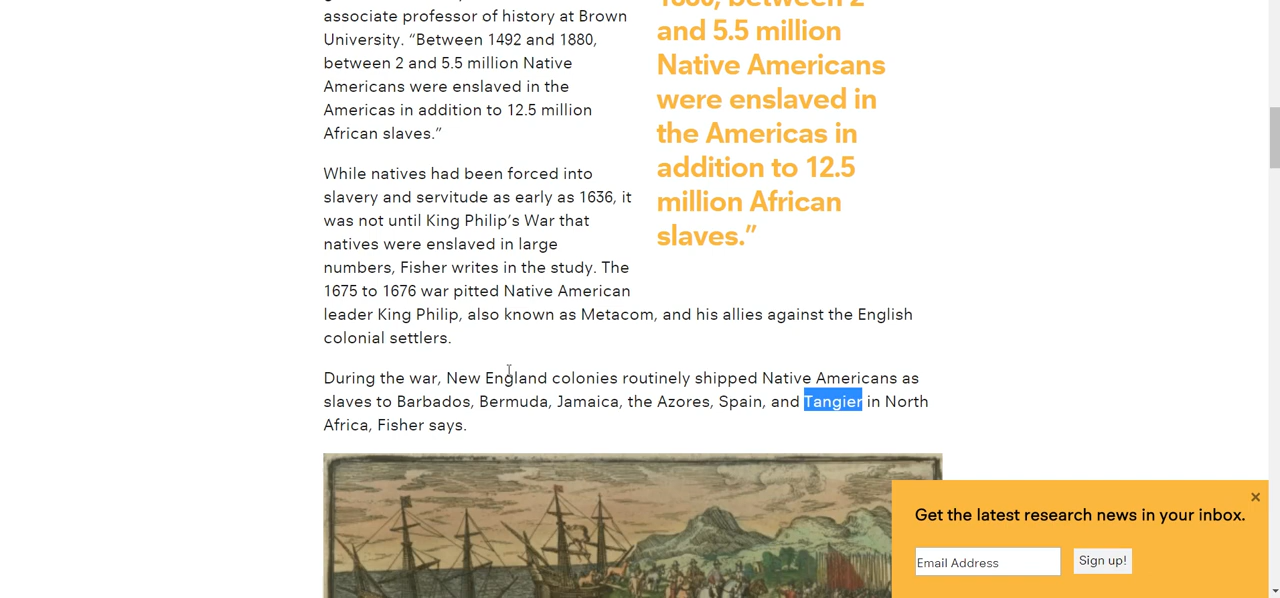 associate professor of history at Brown
University. “Between 1492 and 1880,
between 2 and 5.5 million Native
Americans were enslaved in the
Americas in addition to 12.5 million
African slaves.”
While natives had been forced into
slavery and servitude as early as 1636, it
was not until King Philip’s War that
natives were enslaved in large
numbers, Fisher writes in the study. The
1675 to 1676 war pitted Native American
leader King Philip, also known as Metacom, and his allies against the English
colonial settlers.
During the war, New England colonies routinely shipped Native Americans as
slaves to Barbados, Bermuda, Jamaica, the Azores, Spain, and Tangier in North
Africa, Fisher says.
1880, between 2
and 5.5 million
Native Americans
were enslaved in
the Americas in
addition to 12.5
million African
slaves.”
Get the latest research news in your inbox.
Email Address
Sign up!